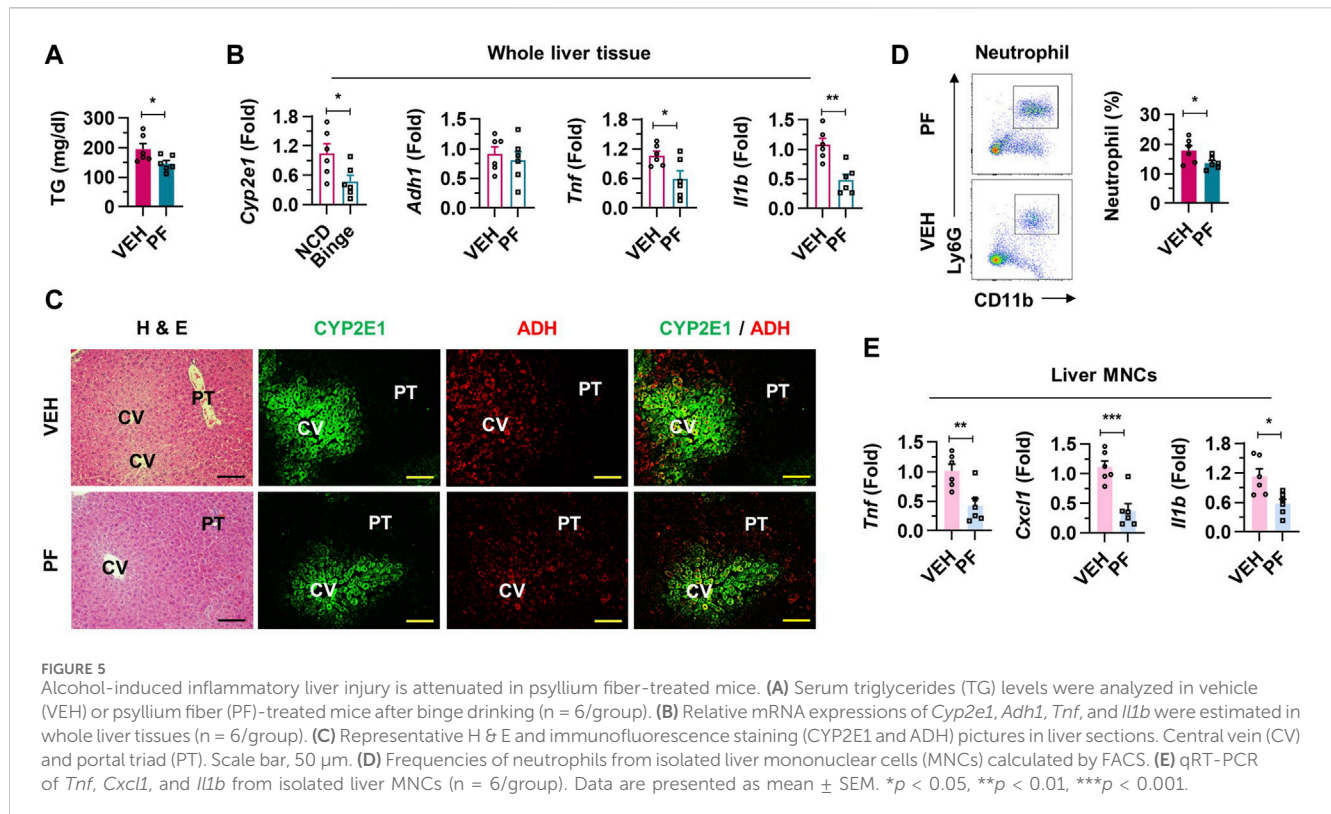 A
TG (mg/dl)
300
200
100
0
*
VEH
PF
B
Whole liver tissue
Cyp2e1 (Fold)
1.8
1.2
0.6
0
*
NCD
Binge
Adh1 (Fold)
1.5
1.0
0.5
0
VEH
PF
Tnf (Fold)
1.8
1.2
0.6
0
*
VEH
PF
Il1b (Fold)
1.5
1.0
0.5
0
**
VEH
PF
D
Neutrophil
PF
VEH
Ly6G
CD11b
Neutrophil (%)
30
20
10
0
*
VEH
PF
C
H & E
CYP2E1
ADH
CYP2E1 / ADH
VEH
CV
PT
CV
CV
PT
CV
PT
CV
PT
PF
CV
PT
CV
PT
CV
PT
CV
PT
E
Liver MNCs
Tnf (Fold)
1.5
1.0
0.5
0
**
VEH
PF
Cxcl1 (Fold)
1.5
1.0
0.5
0
***
VEH
PF
Il1b (Fold)
1.8
1.2
0.6
0
*
VEH
PF
FIGURE 5
Alcohol-induced inflammatory liver injury is attenuated in psyllium fiber-treated mice. (A) Serum triglycerides (TG) levels were analyzed in vehicle
(VEH) or psyllium fiber (PF)-treated mice after binge drinking (n = 6/group). (B) Relative mRNA expressions of Cyp2e1, Adh1, Tnf, and Il1b were estimated in
whole liver tissues (n = 6/group). (C) Representative H & E and immunofluorescence staining (CYP2E1 and ADH) pictures in liver sections. Central vein (CV)
and portal triad (PT). Scale bar, 50 µm. (D) Frequencies of neutrophils from isolated liver mononuclear cells (MNCs) calculated by FACS. (E) qRT-PCR
of Tnf, Cxcl1, and Il1b from isolated liver MNCs (n = 6/group). Data are presented as mean ± SEM. *p < 0.05, **p < 0.01, ***p < 0.001.